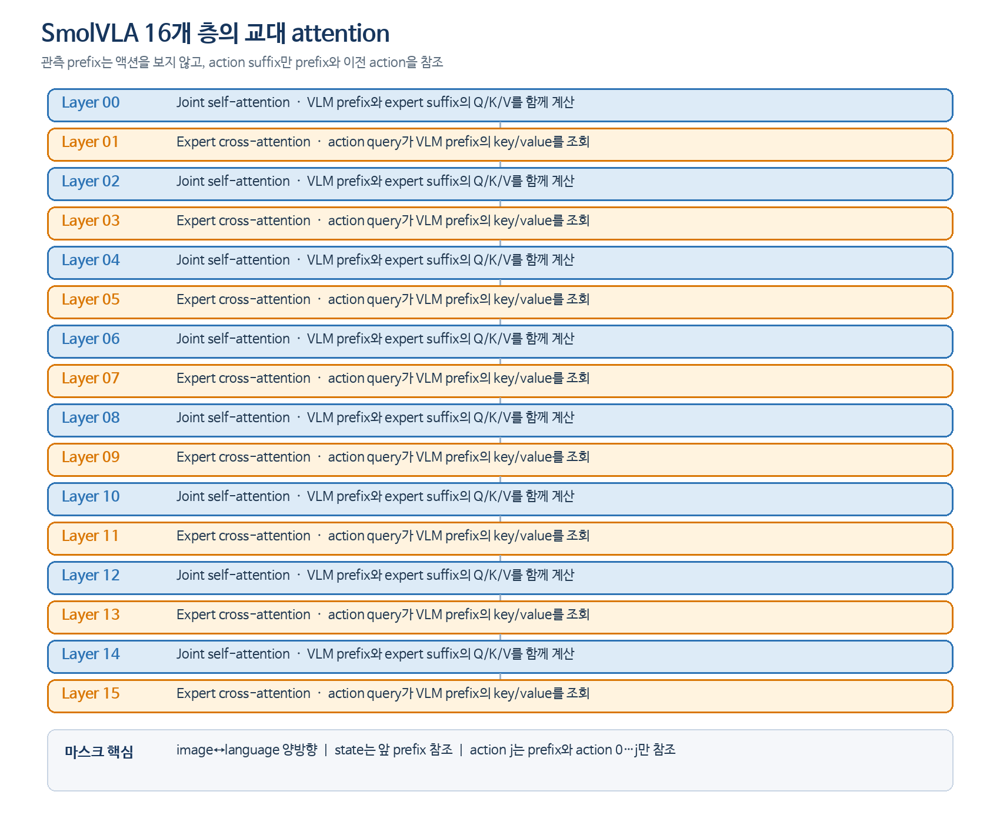 SmolVLA 16개 층의 교대 attention
관측 prefix는 액션을 보지 않고, action suffix만 prefix와 이전 action을 참조
Layer 00 Joint self-attention · VLM prefix와 expert suffix의 Q/K/V를 함께 계산
Layer 01 Expert cross-attention · action query가 VLM prefix의 key/value를 조회
Layer 02 Joint self-attention · VLM prefix와 expert suffix의 Q/K/V를 함께 계산
Layer 03 Expert cross-attention · action query가 VLM prefix의 key/value를 조회
Layer 04 Joint self-attention · VLM prefix와 expert suffix의 Q/K/V를 함께 계산
Layer 05 Expert cross-attention · action query가 VLM prefix의 key/value를 조회
Layer 06 Joint self-attention · VLM prefix와 expert suffix의 Q/K/V를 함께 계산
Layer 07 Expert cross-attention · action query가 VLM prefix의 key/value를 조회
Layer 08 Joint self-attention · VLM prefix와 expert suffix의 Q/K/V를 함께 계산
Layer 09 Expert cross-attention · action query가 VLM prefix의 key/value를 조회
Layer 10 Joint self-attention · VLM prefix와 expert suffix의 Q/K/V를 함께 계산
Layer 11 Expert cross-attention · action query가 VLM prefix의 key/value를 조회
Layer 12 Joint self-attention · VLM prefix와 expert suffix의 Q/K/V를 함께 계산
Layer 13 Expert cross-attention · action query가 VLM prefix의 key/value를 조회
Layer 14 Joint self-attention · VLM prefix와 expert suffix의 Q/K/V를 함께 계산
Layer 15 Expert cross-attention · action query가 VLM prefix의 key/value를 조회
마스크 핵심 image↔language 양방향 | state는 앞 prefix 참조 | action j는 prefix와 action 0…j만 참조